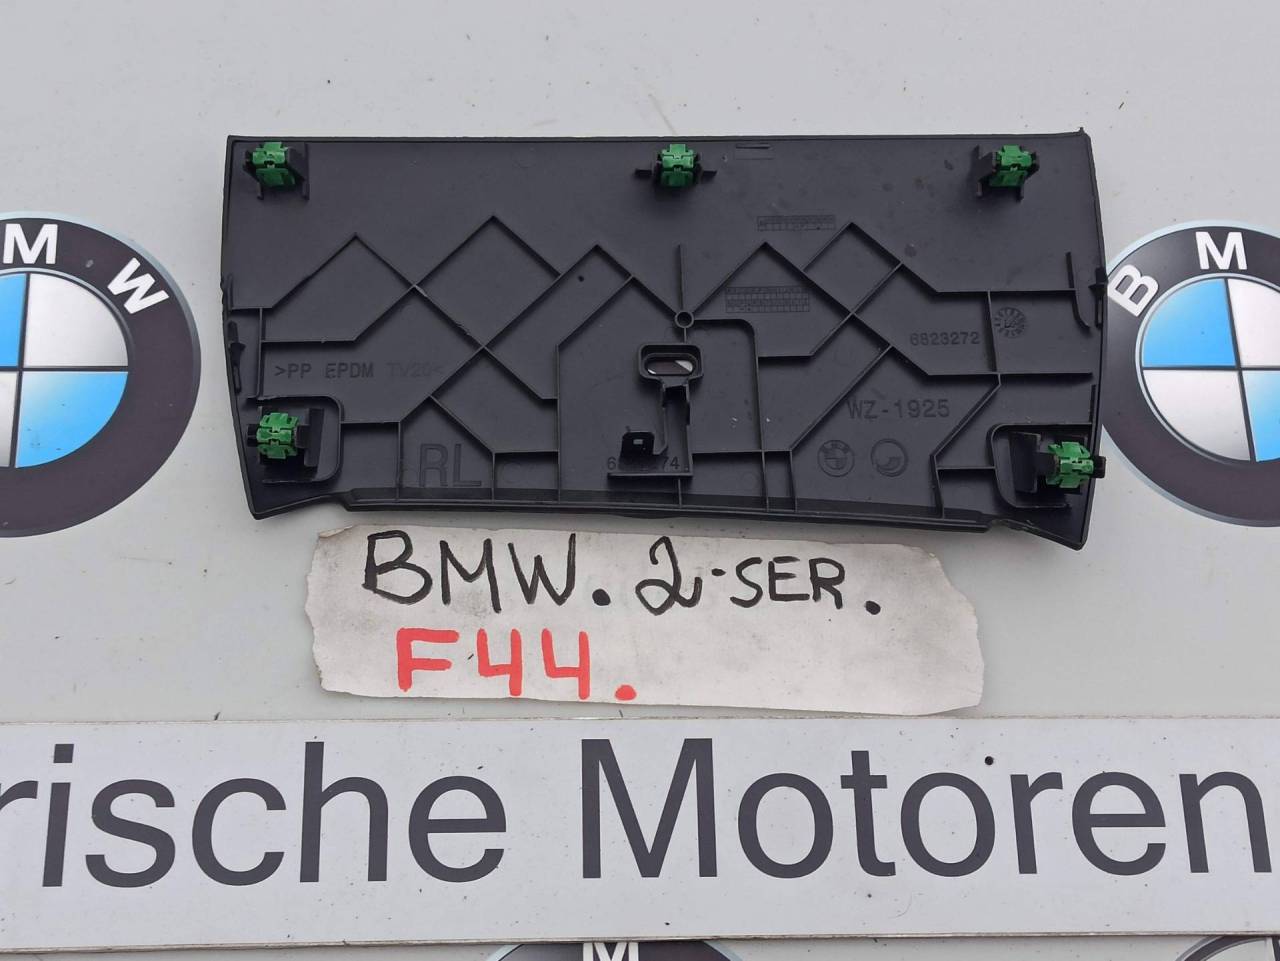 B M W
B M W
6823272
>PP EPDM TV20<
WZ-1925
RL
BMW. 2-SER.
F44.
rische Motoren
M